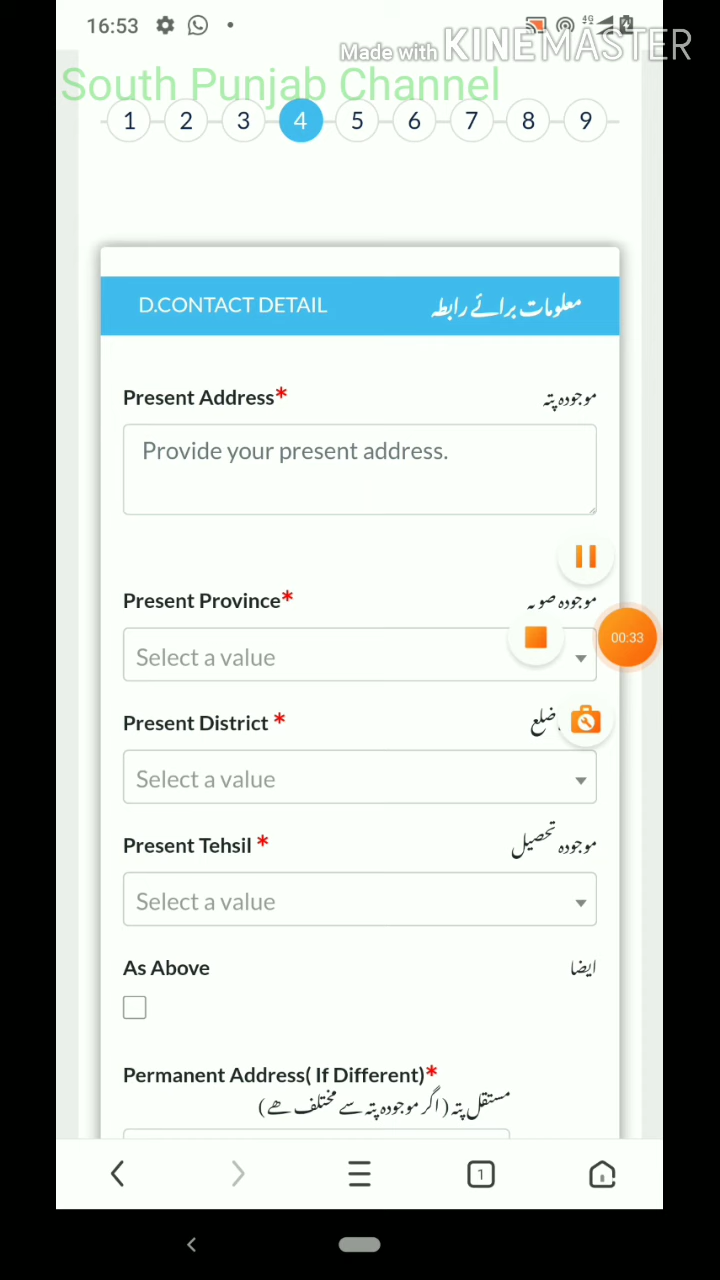 16:53
4G
Made with KINEMASTER
South Punjab Channel
1 2 3 4 5 6 7 8 9
D.CONTACT DETAIL معلومات برائے رابطہ
Present Address* موجودہ پتہ
Provide your present address.
Present Province* موجودہ صوبہ
Select a value
00:33
Present District * ضلع
Select a value
Present Tehsil * موجودہ تحصیل
Select a value
As Above ایضا
Permanent Address( If Different)*
مستقل پتہ ( اگر موجودہ پتہ سے مختلف ھے )
1